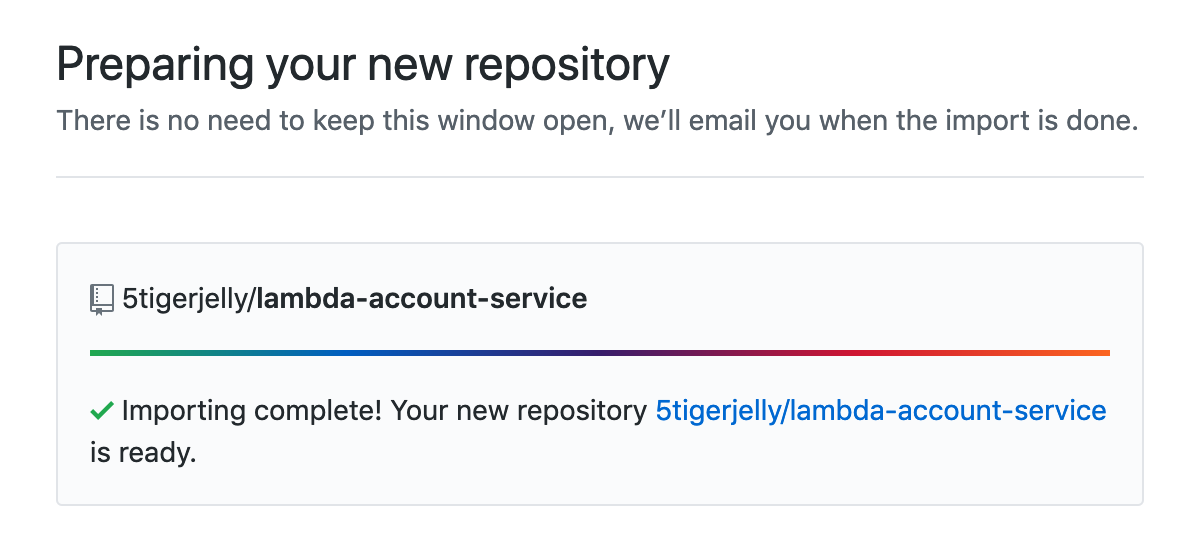 Preparing your new repository
There is no need to keep this window open, we’ll email you when the import is done.
5tigerjelly/lambda-account-service
Importing complete! Your new repository 5tigerjelly/lambda-account-service
is ready.